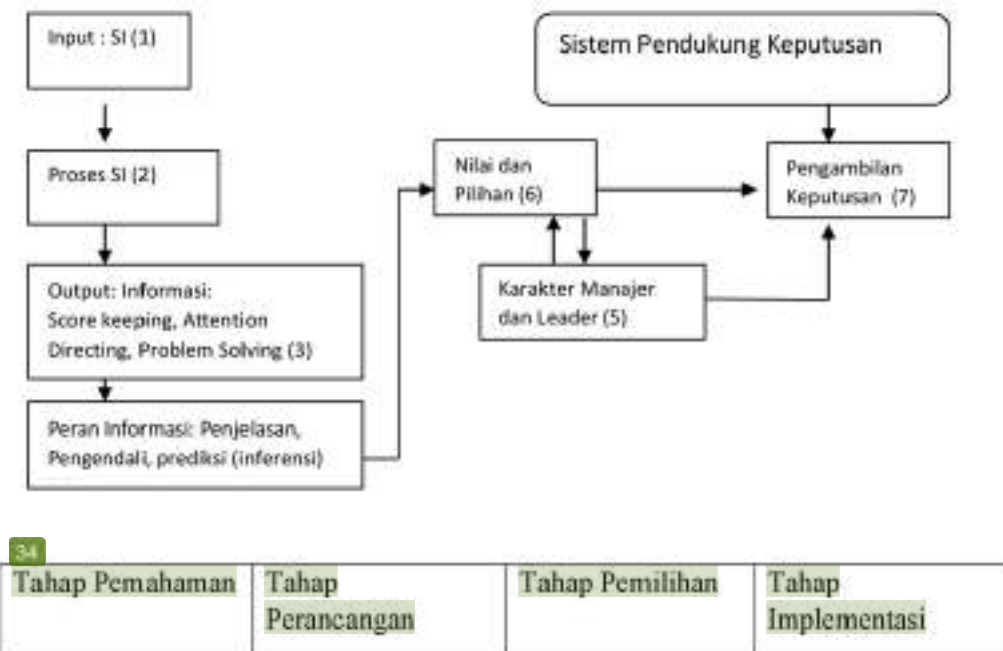 Input : SI (1)
Sistem Pendukung Keputusan
Proses SI (2)
Nilai dan
Pilihan (6)
Pengambilan
Keputusan (7)
Output: Informasi:
Score keeping, Attention
Directing, Problem Solving (3)
Karakter Manajer
dan Leader (5)
Peran Informasi: Penjelasan,
Pengendali, prediksi (inferensi)
34
Tahap Pemahaman
Tahap
Perancangan
Tahap Pemilihan
Tahap
Implementasi